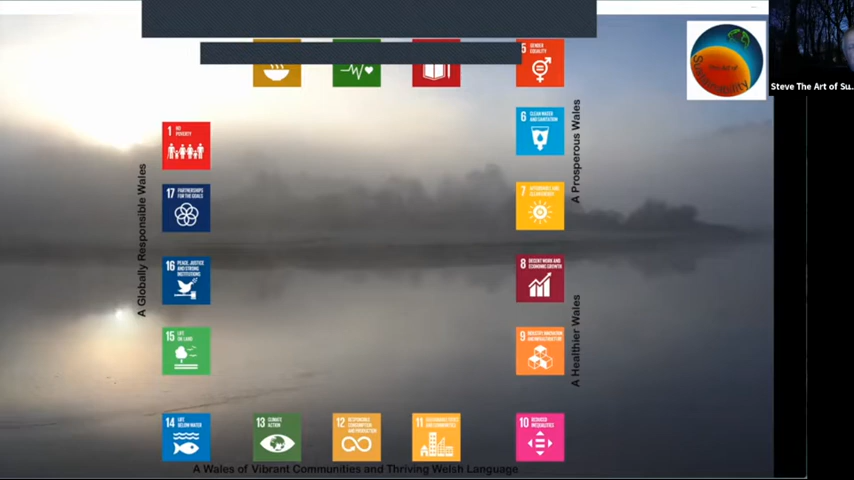 5 GENDER
EQUALITY
The Art of
Sustainability
Steve The Art of Su...
1 NO
POVERTY
6 CLEAN WATER
AND SANITATION
A Prosperous Wales
17 PARTNERSHIPS
FOR THE GOALS
7 AFFORDABLE AND
CLEAN ENERGY
A Globally Responsible Wales
16 PEACE, JUSTICE
AND STRONG
INSTITUTIONS
8 DECENT WORK AND
ECONOMIC GROWTH
15 LIFE
ON LAND
9 INDUSTRY, INNOVATION
AND INFRASTRUCTURE
A Healthier Wales
14 LIFE
BELOW WATER
13 CLIMATE
ACTION
12 RESPONSIBLE
CONSUMPTION
AND PRODUCTION
11 SUSTAINABLE CITIES
AND COMMUNITIES
10 REDUCED
INEQUALITIES
A Wales of Vibrant Communities and Thriving Welsh Language